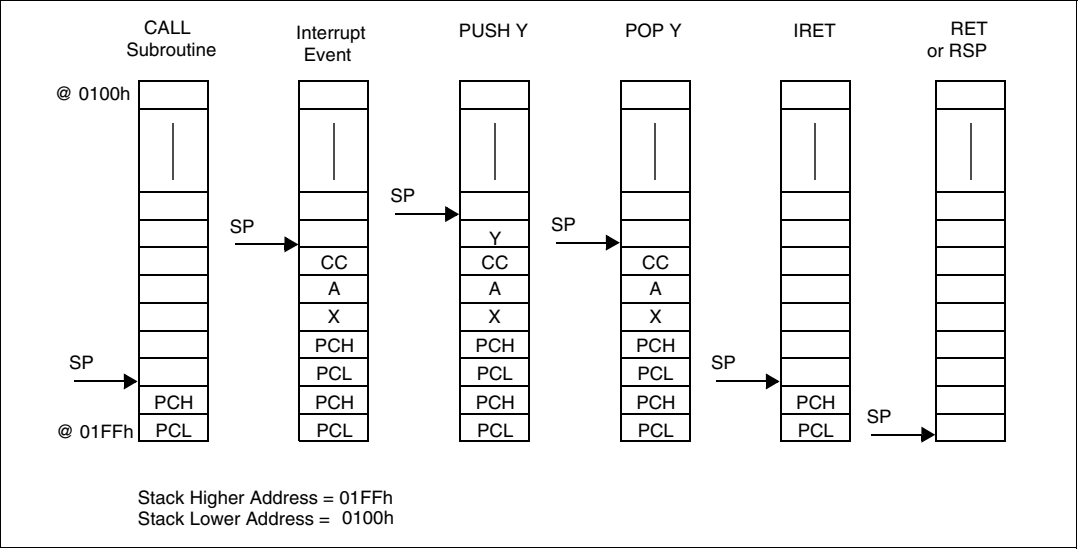 CALL
Subroutine
Interrupt
Event
PUSH Y
POP Y
IRET
RET
or RSP
@ 0100h
SP
SP
SP
Y
CC
CC
CC
A
A
A
X
X
X
PCH
PCH
PCH
SP
SP
PCL
PCL
PCL
PCH
PCH
PCH
PCH
PCH
SP
@ 01FFh
PCL
PCL
PCL
PCL
PCL
Stack Higher Address = 01FFh
Stack Lower Address = 0100h